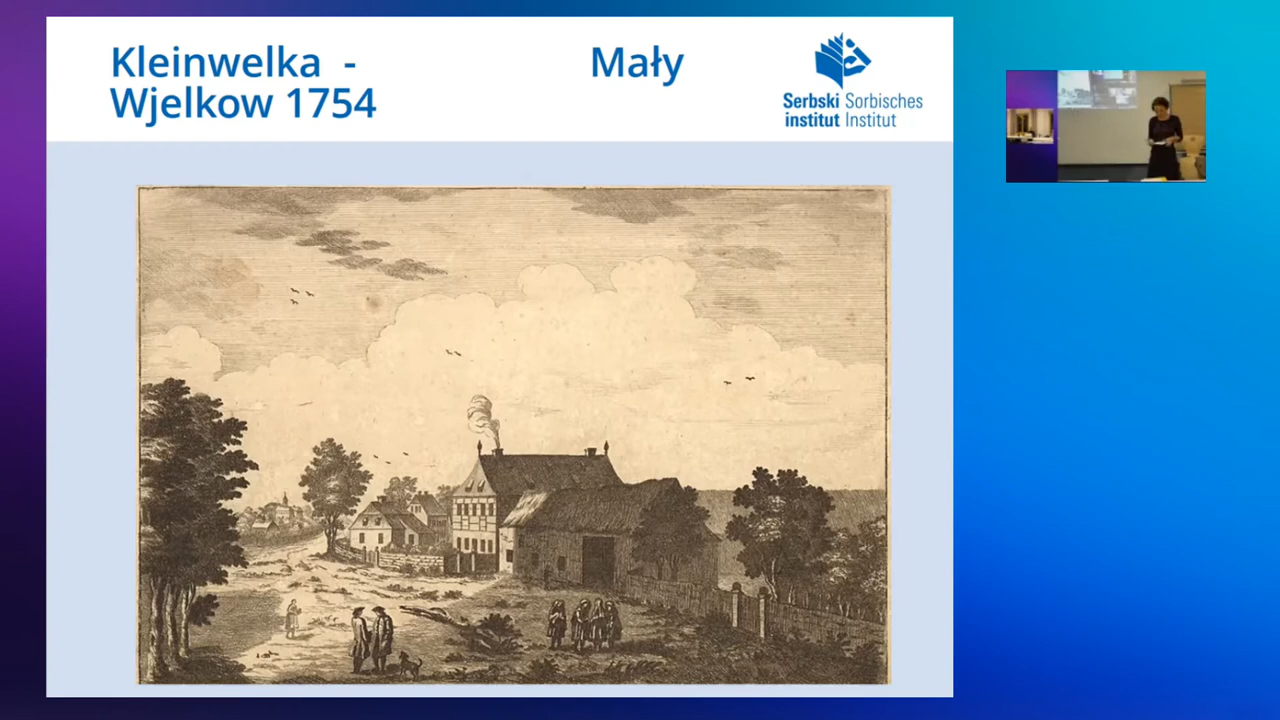 Kleinwelka - Mały
Wjelkow 1754
Serbski Sorbisches
institut Institut